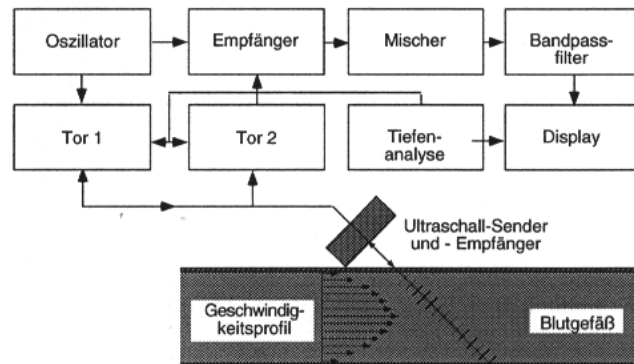 Oszillator
Empfänger
Mischer
Bandpass-
filter
Tor 1
Tor 2
Tiefen-
analyse
Display
Ultraschall-Sender
und - Empfänger
Geschwindig-
keitsprofil
Blutgefäß